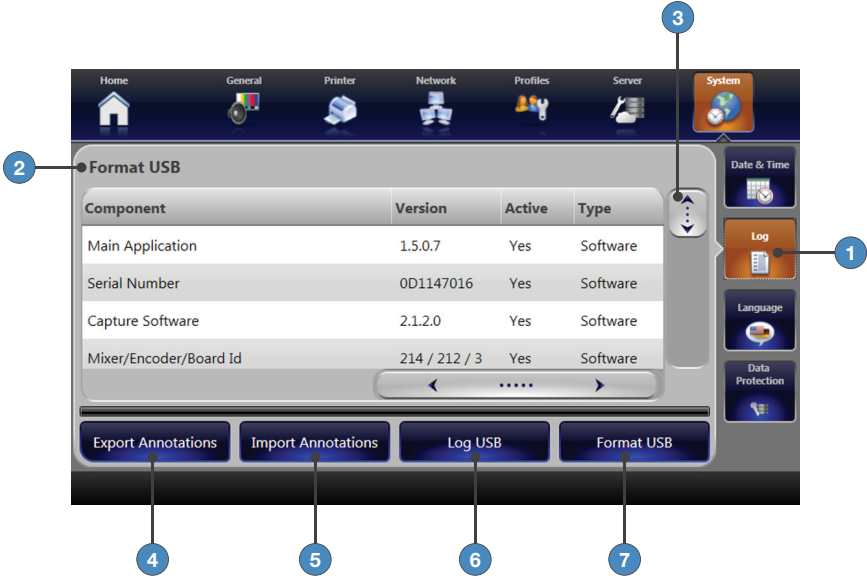 3
Home General Printer Network Profiles Server System
2 Format USB
Date & Time
Component Version Active Type
Main Application 1.5.0.7 Yes Software
Log
1
Serial Number 0D1147016 Yes Software
Capture Software 2.1.2.0 Yes Software
Language
Mixer/Encoder/Board Id 214 / 212 / 3 Yes Software
Data
Protection
Export Annotations Import Annotations Log USB Format USB
4 5 6 7